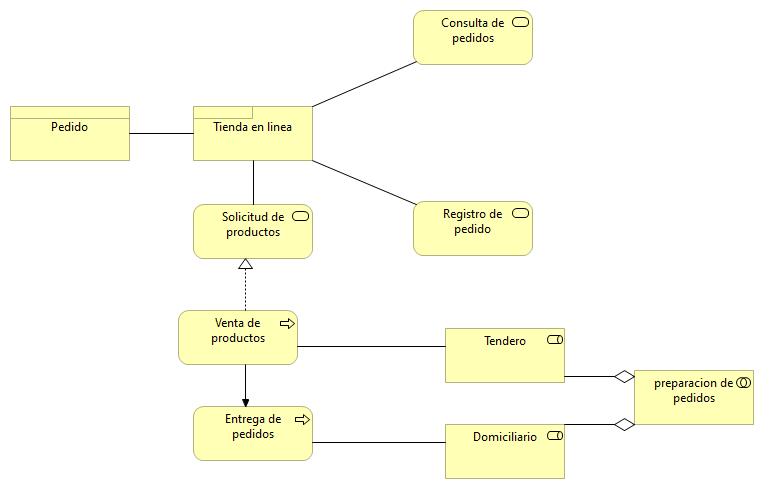 Consulta de
pedidos
Pedido
Tienda en linea
Solicitud de
productos
Registro de
pedido
Venta de
productos
Tendero
preparacion de
pedidos
Entrega de
pedidos
Domiciliario